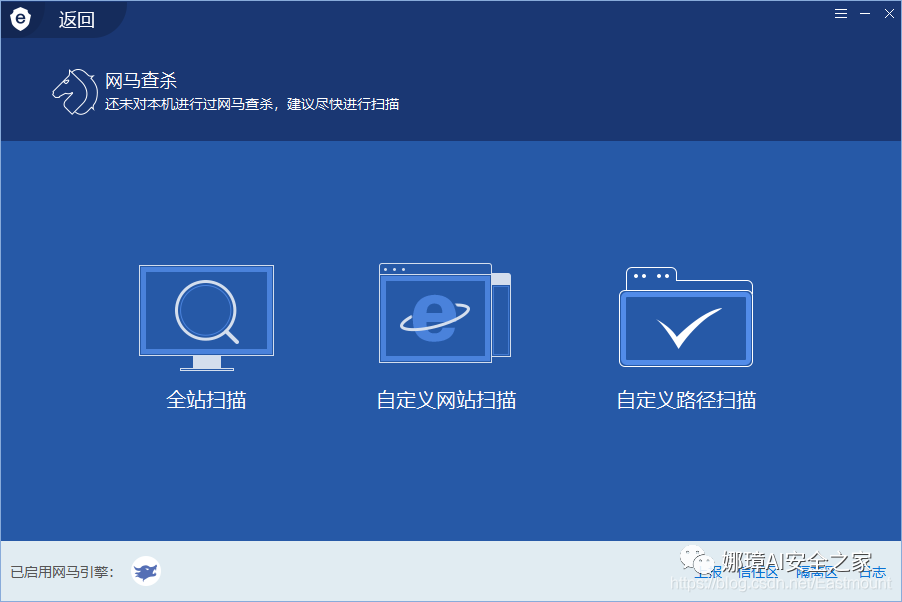 返回
网马查杀
还未对本机进行过网马查杀，建议尽快进行扫描
全站扫描
自定义网站扫描
自定义路径扫描
已启用网马引擎：
上报 信任区 隔离区 日志
娜璋AI安全之家
https://blog.csdn.net/Eastmount